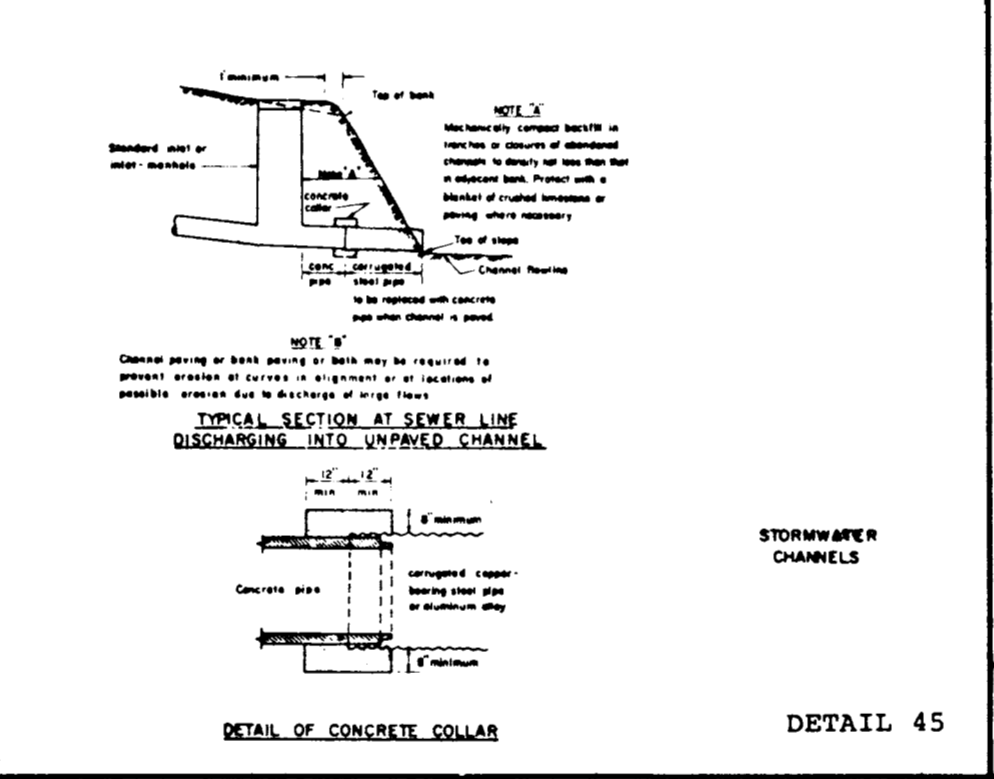 1' minimum
Top of bank
NOTE "A"
Mechanically compact backfill in
trenches or closures of abandoned
channels to density not less than that
in adjacent bank. Protect with a
blanket of crushed limestone or
paving where necessary
Standard inlet or
inlet-manhole
Note "A"
concrete
collar
Toe of slope
Channel flowline
conc
pipe
corrugated
steel pipe
to be replaced with concrete
pipe when channel is paved
NOTE "B"
Channel paving or bank paving or both may be required to
prevent erosion at curves in alignment or at locations of
possible erosion due to discharge of large flows
TYPICAL SECTION AT SEWER LINE
DISCHARGING INTO UNPAVED CHANNEL
12" 12"
min min
8" minimum
Concrete pipe
corrugated copper-
bearing steel pipe
or aluminum alloy
8" minimum
STORMWATER
CHANNELS
DETAIL OF CONCRETE COLLAR
DETAIL 45